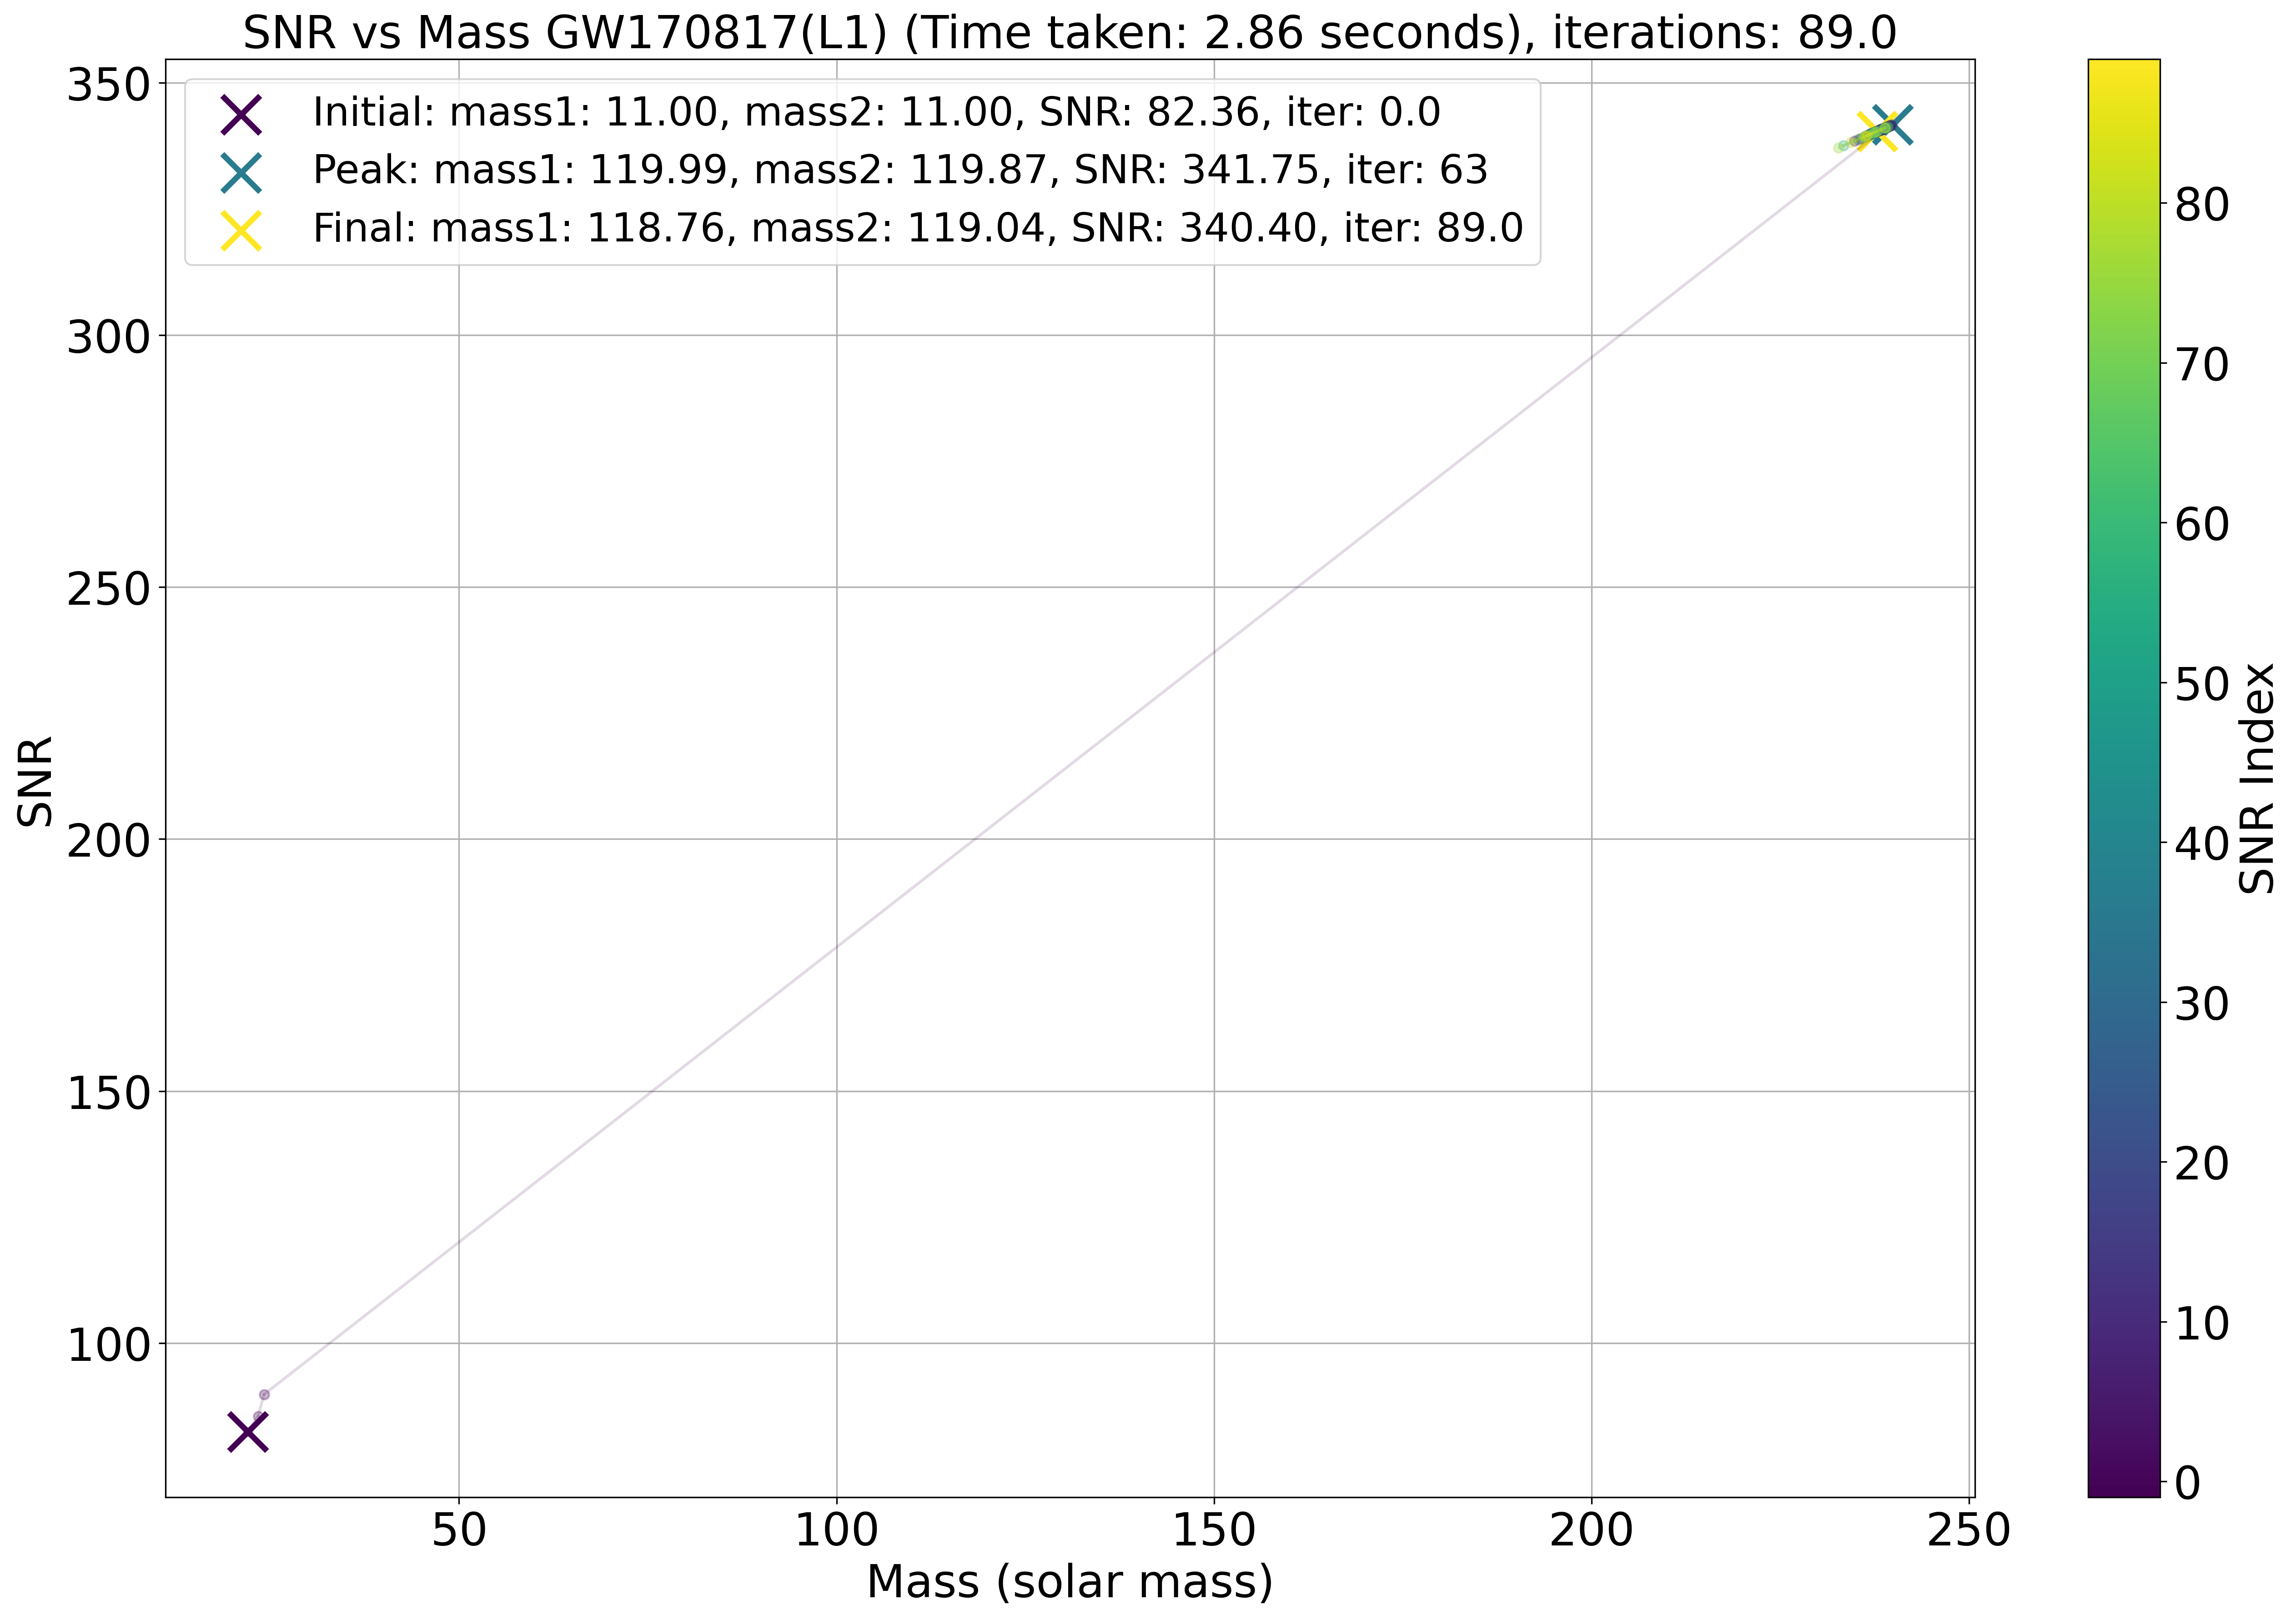 SNR vs Mass GW170817(L1) (Time taken: 2.86 seconds), iterations: 89.0
Initial: mass1: 11.00, mass2: 11.00, SNR: 82.36, iter: 0.0
Peak: mass1: 119.99, mass2: 119.87, SNR: 341.75, iter: 63
Final: mass1: 118.76, mass2: 119.04, SNR: 340.40, iter: 89.0
350
300
250
200
150
100
SNR
50
100
150
200
250
Mass (solar mass)
80
70
60
50
40
30
20
10
0
SNR Index